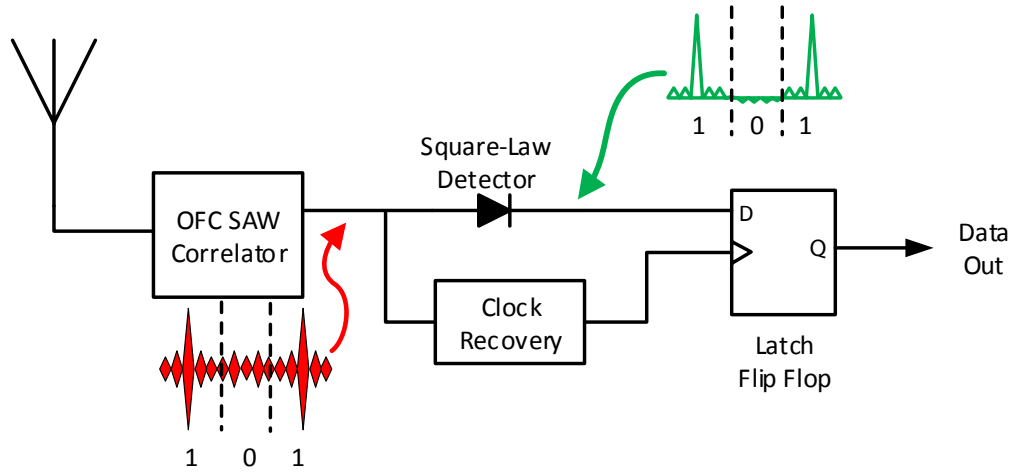 1 0 1
Square-Law
Detector
OFC SAW
Correlator
D
Q
Data
Out
Clock
Recovery
Latch
Flip Flop
1 0 1